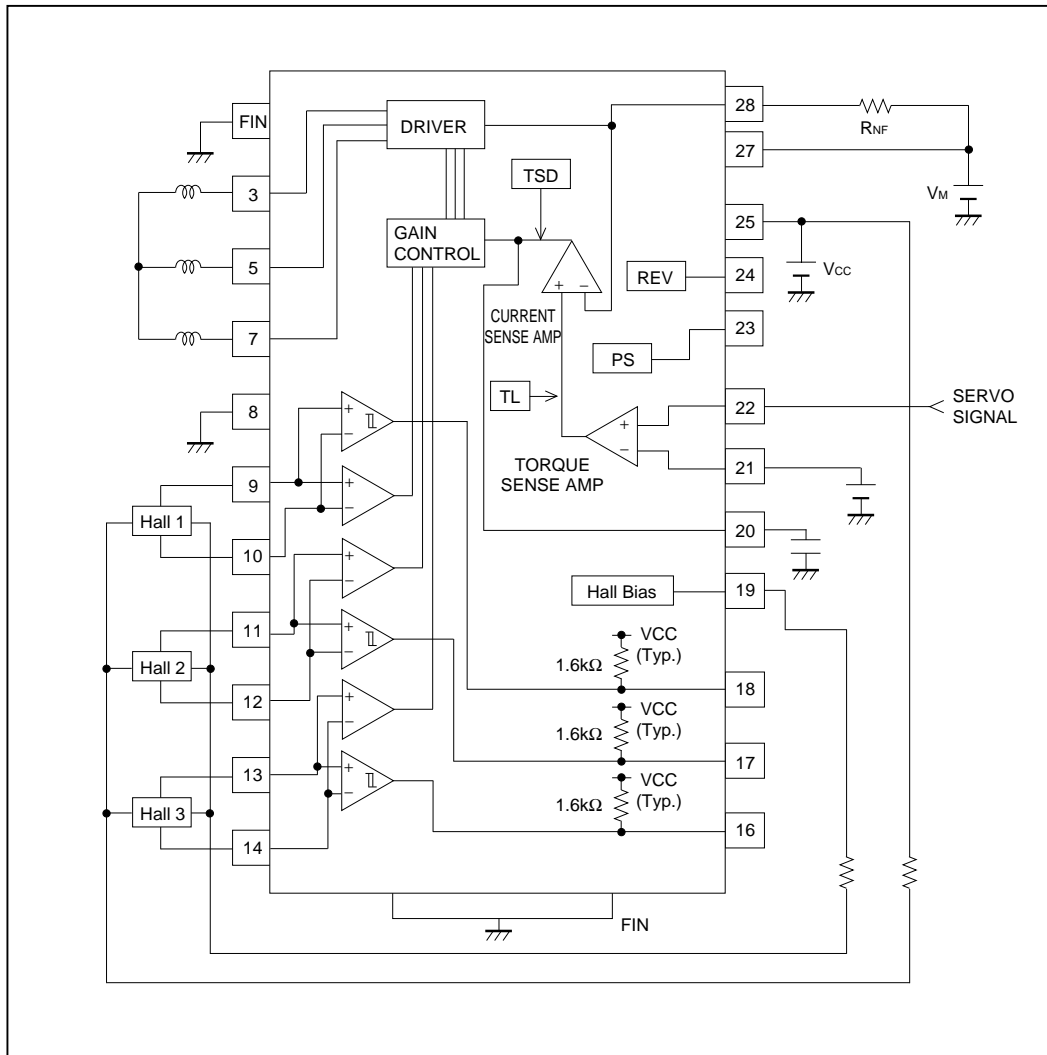 FIN
DRIVER
28
RNF
27
TSD
3
VM
25
GAIN
CONTROL
5
+ −
REV
24
VCC
CURRENT
SENSE AMP
7
23
PS
TL
8
+
−
22
SERVO
SIGNAL
+
−
TORQUE
SENSE AMP
21
9
+
−
Hall 1
20
10
+
−
Hall Bias
19
11
+
−
VCC
(Typ.)
1.6kΩ
Hall 2
18
12
+
−
VCC
(Typ.)
1.6kΩ
17
13
+
−
VCC
(Typ.)
1.6kΩ
Hall 3
16
14
FIN